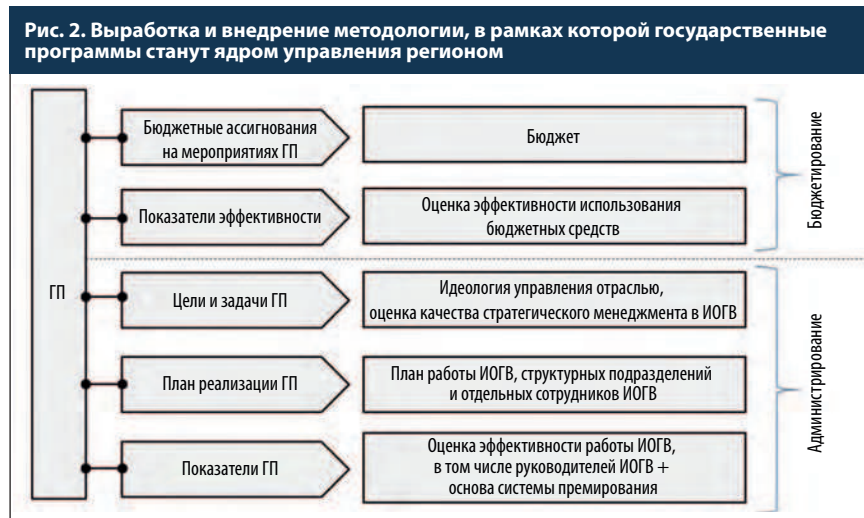 Рис. 2. Выработка и внедрение методологии, в рамках которой государственные
программы станут ядром управления регионом
ГП
Бюджетные ассигнования
на мероприятиях ГП
Бюджет
Показатели эффективности
Оценка эффективности использования
бюджетных средств
Бюджетирование
Цели и задачи ГП
Идеология управления отраслью,
оценка качества стратегического менеджмента в ИОГВ
План реализации ГП
План работы ИОГВ, структурных подразделений
и отдельных сотрудников ИОГВ
Показатели ГП
Оценка эффективности работы ИОГВ,
в том числе руководителей ИОГВ +
основа системы премирования
Администрирование